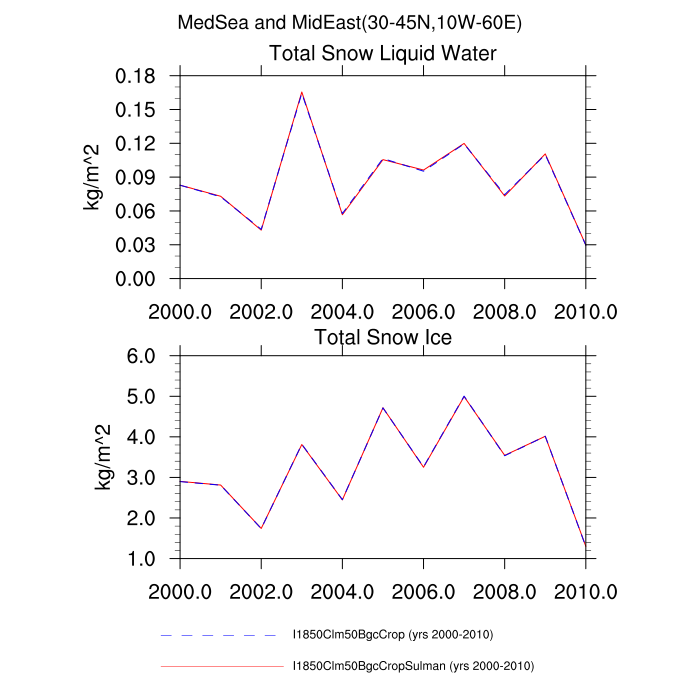 MedSea and MidEast(30-45N,10W-60E)
Total Snow Liquid Water
0.18
0.15
0.12
0.09
0.06
0.03
0.00
kg/m^2
2000.0 2002.0 2004.0 2006.0 2008.0 2010.0
Total Snow Ice
6.0
5.0
4.0
3.0
2.0
1.0
kg/m^2
2000.0 2002.0 2004.0 2006.0 2008.0 2010.0
I1850Clm50BgcCrop (yrs 2000-2010)
I1850Clm50BgcCropSulman (yrs 2000-2010)